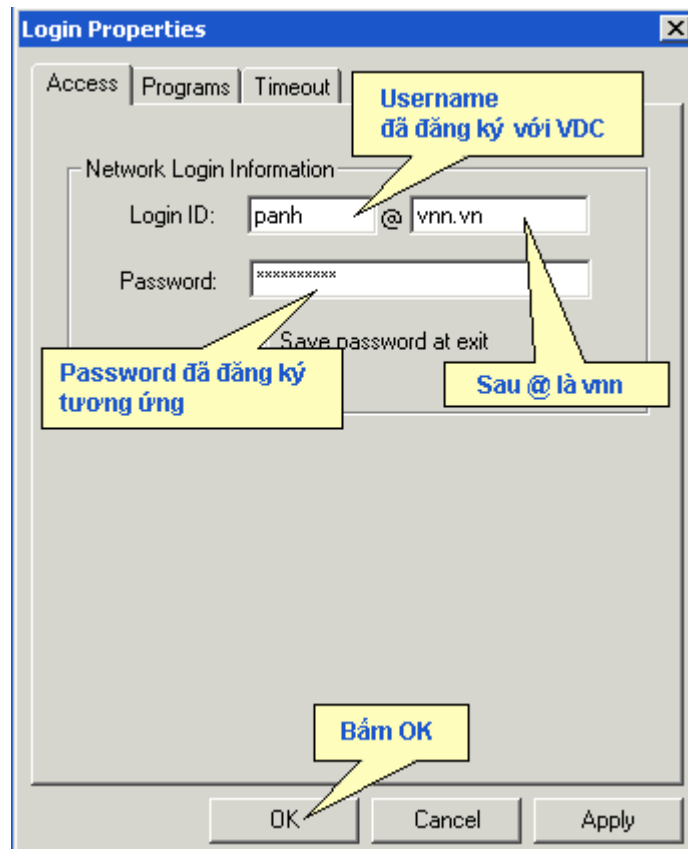 Login Properties
Access Programs Timeout
Username
đã đăng ký với VDC
Network Login Information
Login ID: panh @ vnn.vn
Password: **********
Save password at exit
Password đã đăng ký
tương ứng
Sau @ là vnn
Bấm OK
OK Cancel Apply